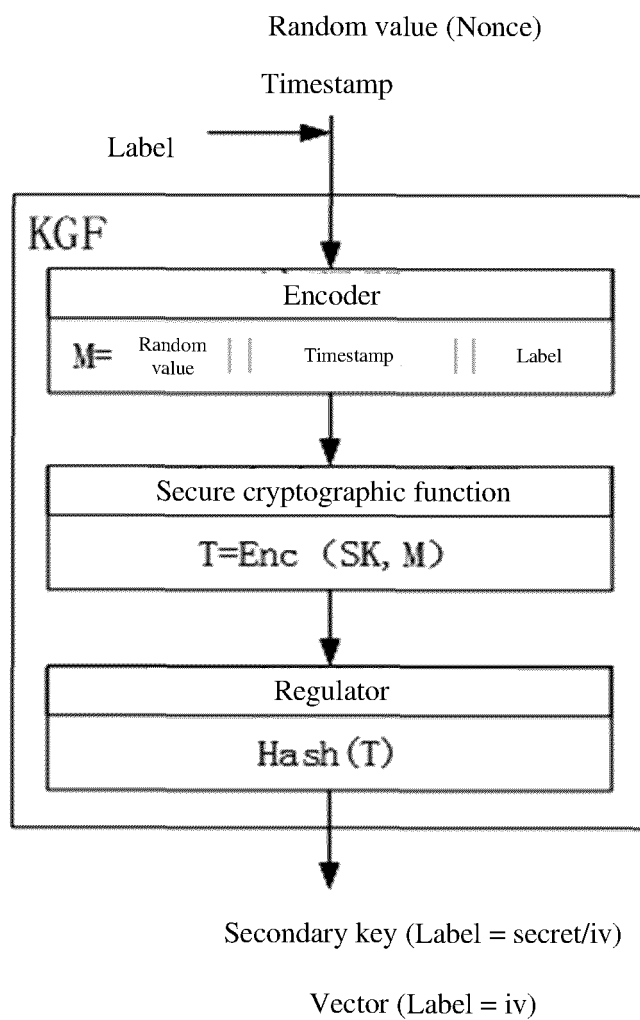 Random value (Nonce)
Timestamp
Label
KGF
Encoder
M= Random value || Timestamp || Label
Secure cryptographic function
T=Enc (SK, M)
Regulator
Hash(T)
Secondary key (Label = secret/iv)
Vector (Label = iv)